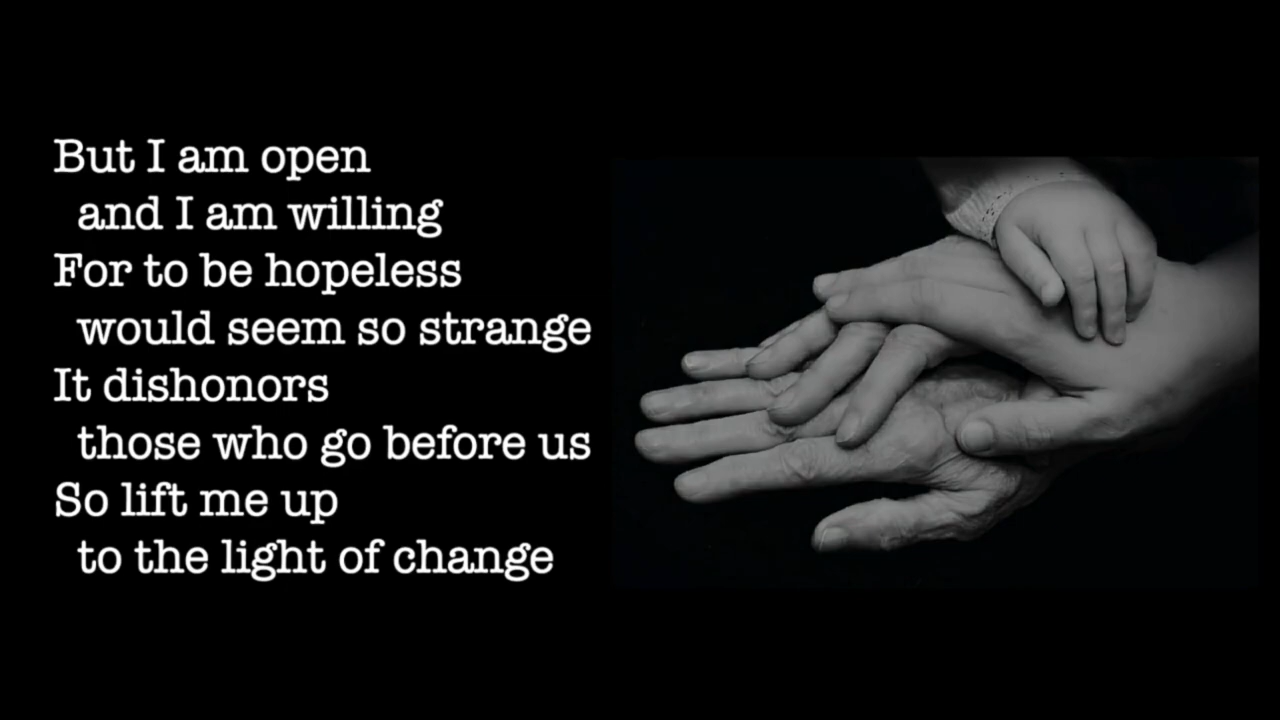 But I am open
and I am willing
For to be hopeless
would seem so strange
It dishonors
those who go before us
So lift me up
to the light of change